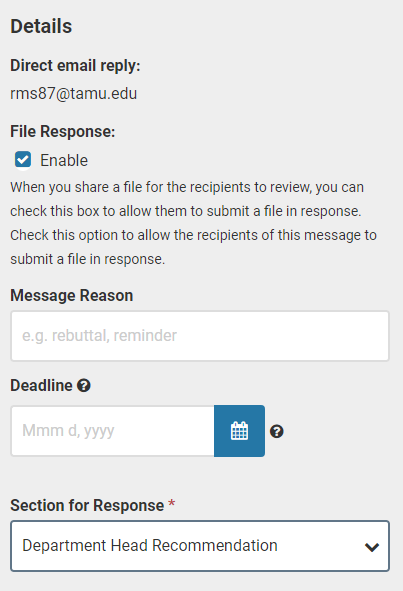 Details
Direct email reply:
rms87@tamu.edu
File Response:
Enable
When you share a file for the recipients to review, you can
check this box to allow them to submit a file in response.
Check this option to allow the recipients of this message to
submit a file in response.
Message Reason
e.g. rebuttal, reminder
Deadline ?
Mmm d, yyyy ?
Section for Response *
Department Head Recommendation